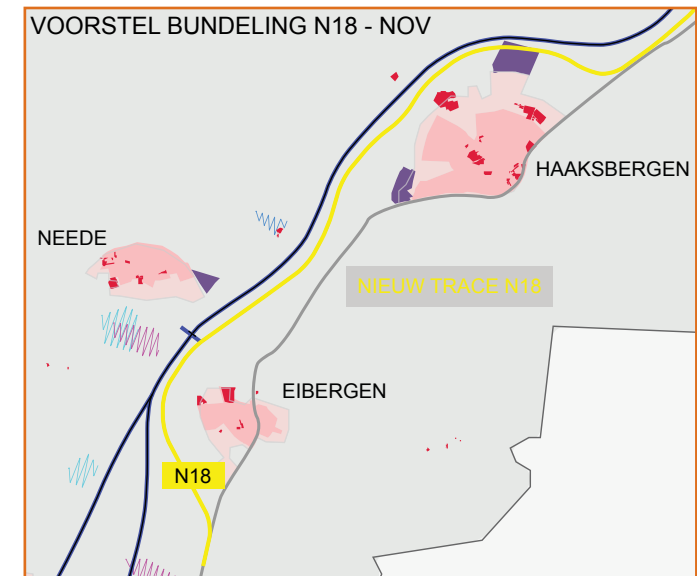 VOORSTEL BUNDELING N18 - NOV
HAAKSBERGEN
NEEDE
NIEUW TRACE N18
EIBERGEN
N18